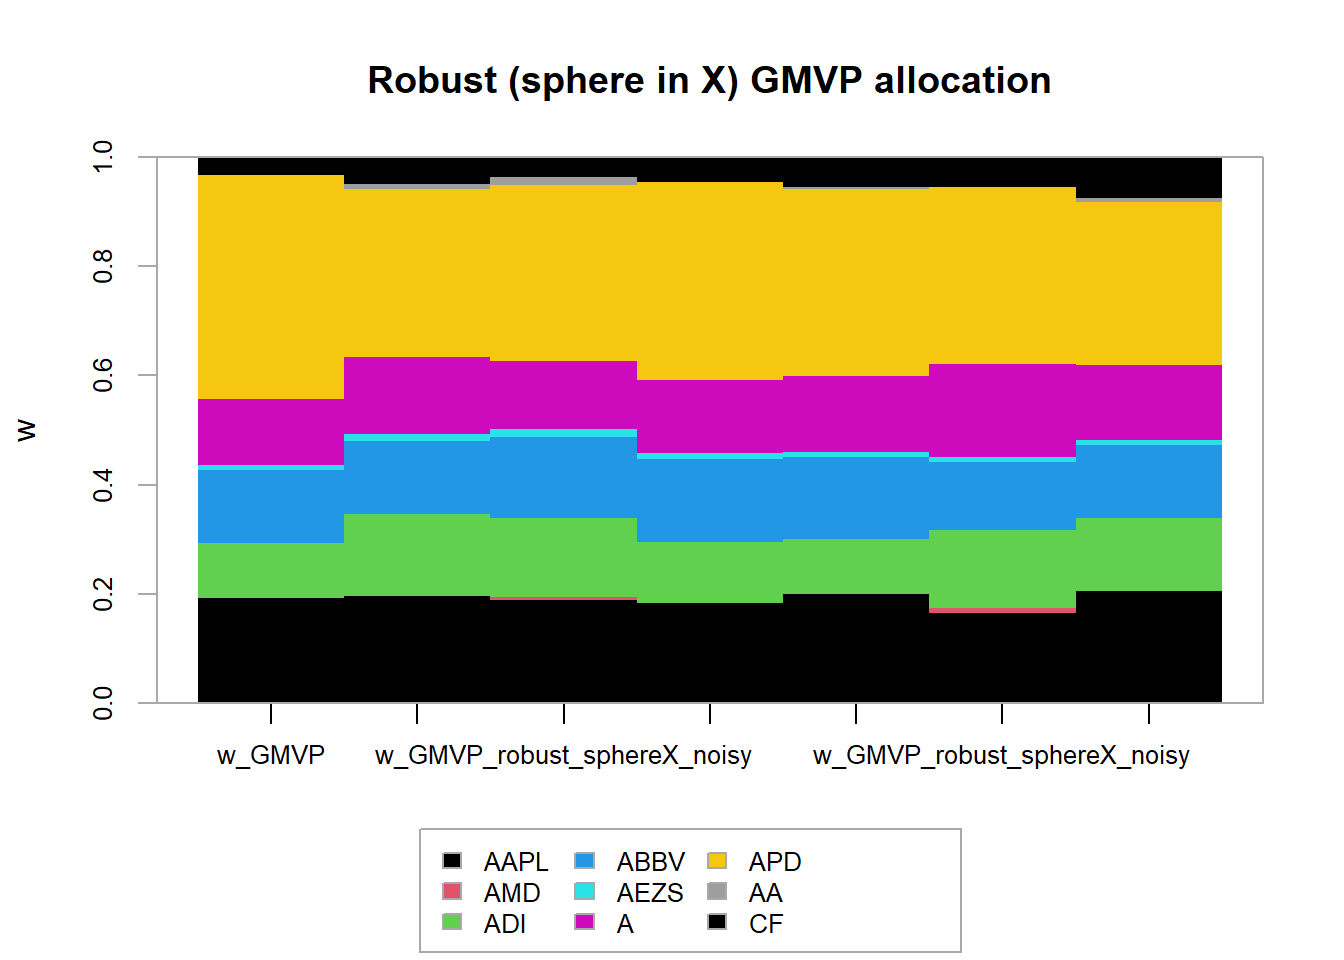 Robust (sphere in X) GMVP allocation
1.0
0.8
0.6
0.4
0.2
0.0
w
w_GMVP w_GMVP_robust_sphereX_noisy w_GMVP_robust_sphereX_noisy
AAPL ABBV APD
AMD AEZS AA
ADI A CF